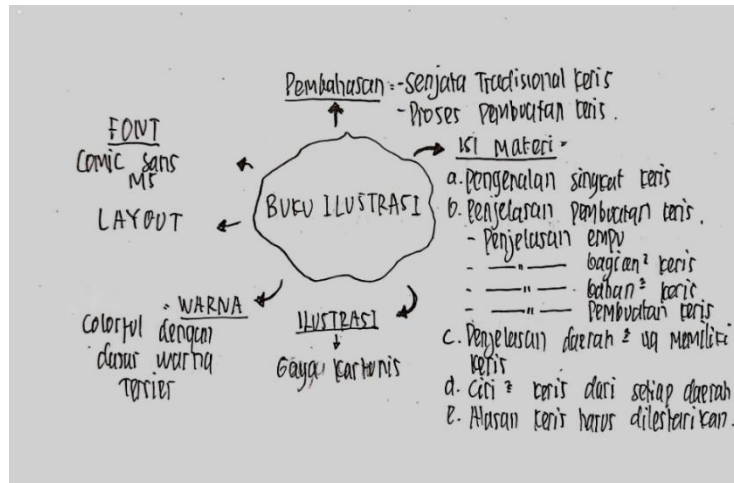 Pembahasan :- Senjata Tradisional keris
- Proses pembuatan keris.
FONT
Comic Sans
MS
LAYOUT
BUKU ILUSTRASI
Isi Materi :
a. pengenalan singkat keris
b. Penjelasan pembuatan keris.
- Penjelasan empu
- —〃— bagian² keris
- —〃— bahan² keris
- —〃— pembuatan keris
c. Penjelasan daerah² yg memiliki
keris
d. Ciri² keris dari setiap daerah
e. Alasan keris harus dilestarikan.
WARNA
Colorful dengan
dasar warna
tersier
ILUSTRASI
Gaya kartunis